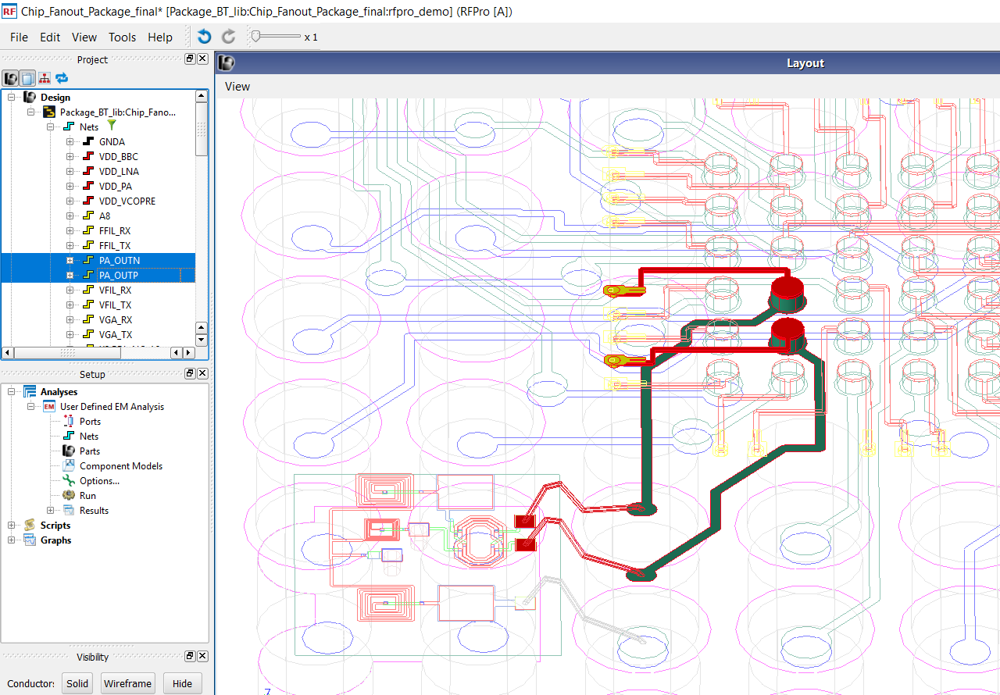 RF Chip_Fanout_Package_final* [Package_BT_lib:Chip_Fanout_Package_final:rfpro_demo] (RFPro [A])
File Edit View Tools Help x 1
Project
Layout
View
Design
Package_BT_lib:Chip_Fano...
Nets
GNDA
VDD_BBC
VDD_LNA
VDD_PA
VDD_VCOPRE
A8
FFIL_RX
FFIL_TX
PA_OUTN
PA_OUTP
VFIL_RX
VFIL_TX
VGA_RX
VGA_TX
Setup
Analyses
EM User Defined EM Analysis
Ports
Nets
Parts
Component Models
Options...
Run
Results
Scripts
Graphs
Visibility
Conductor: Solid Wireframe Hide
7